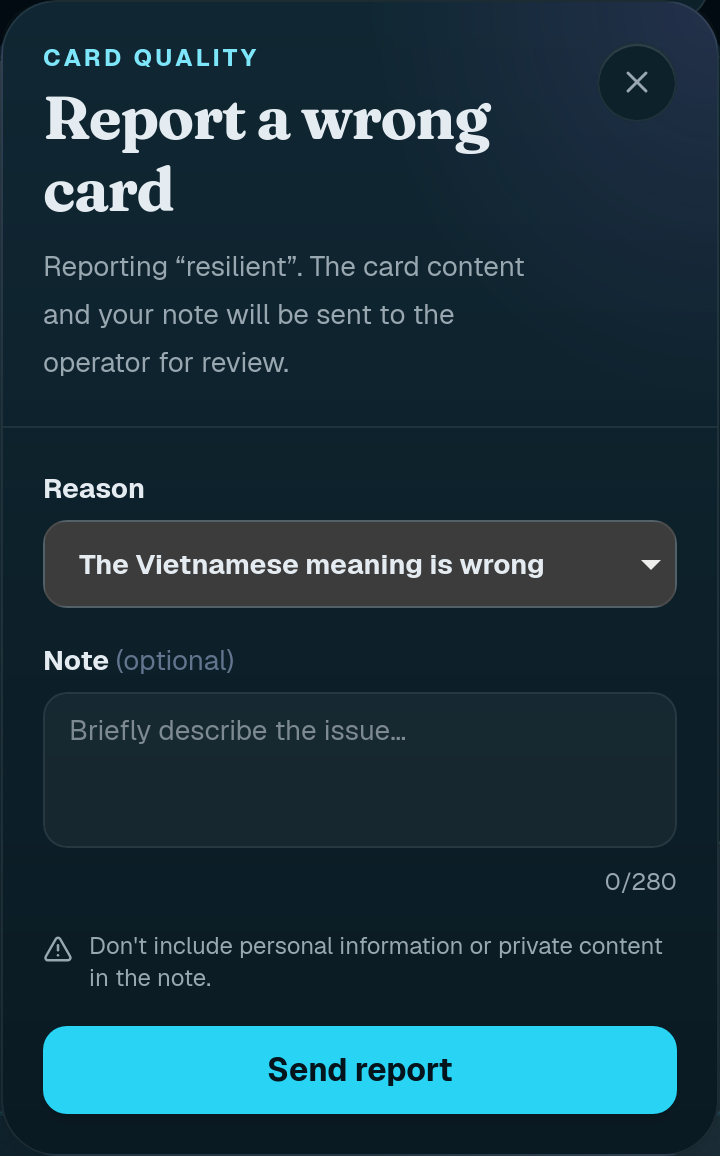 CARD QUALITY
Report a wrong
card
Reporting “resilient”. The card content
and your note will be sent to the
operator for review.
Reason
The Vietnamese meaning is wrong
Note (optional)
Briefly describe the issue…
0/280
Don't include personal information or private content
in the note.
Send report